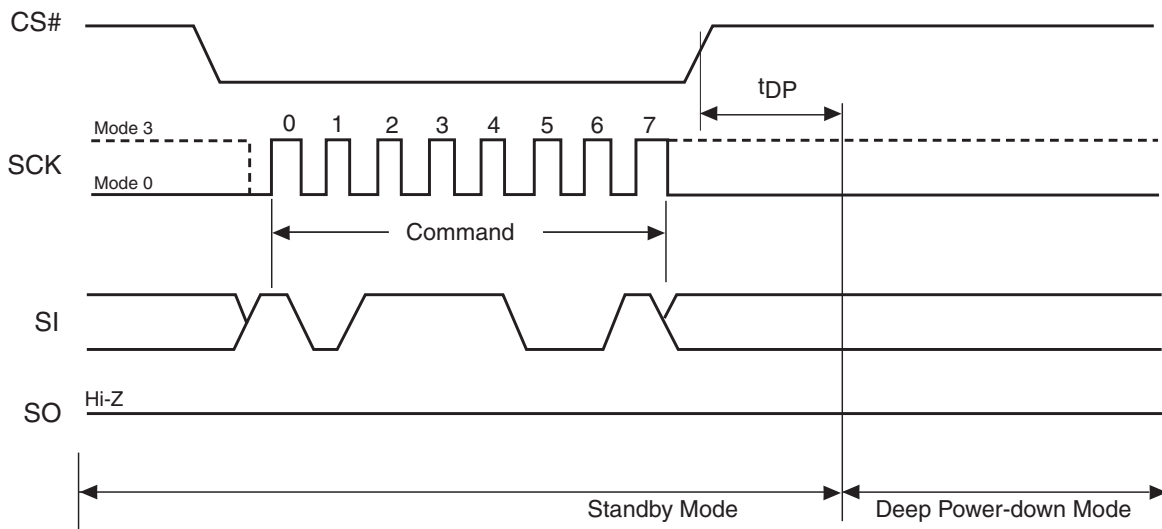 CS#
tDP
Mode 3
0 1 2 3 4 5 6 7
SCK
Mode 0
Command
SI
Hi-Z
SO
Standby Mode
Deep Power-down Mode